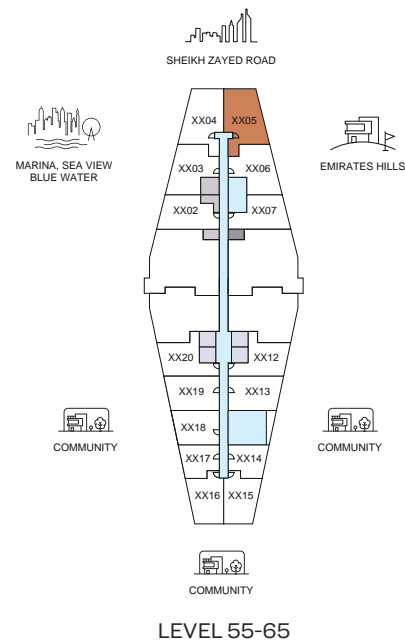 SHEIKH ZAYED ROAD
MARINA, SEA VIEW
BLUE WATER
EMIRATES HILLS
XX04 XX05
XX03 XX06
XX02 XX07
XX20 XX12
XX19 XX13
XX18
XX17 XX14
XX16 XX15
COMMUNITY
COMMUNITY
COMMUNITY
LEVEL 55-65